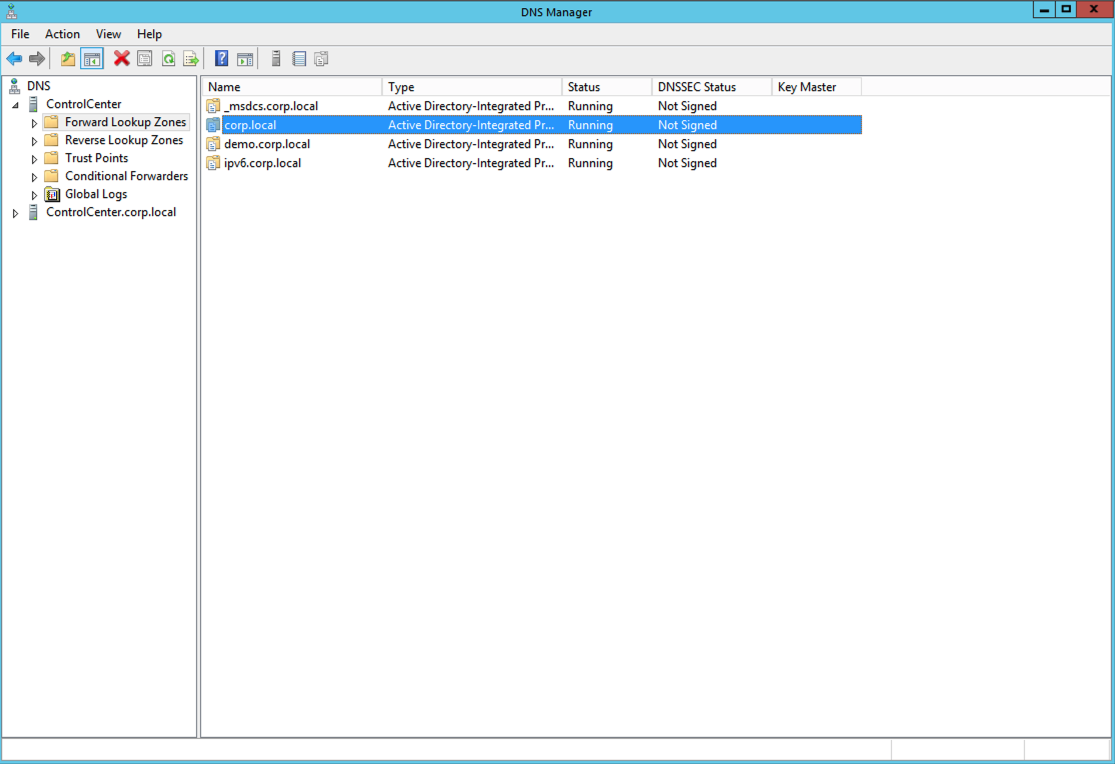 DNS Manager
File Action View Help
DNS
ControlCenter
Forward Lookup Zones
Reverse Lookup Zones
Trust Points
Conditional Forwarders
Global Logs
ControlCenter.corp.local
Name Type Status DNSSEC Status Key Master
_msdcs.corp.local Active Directory-Integrated Pr... Running Not Signed
corp.local Active Directory-Integrated Pr... Running Not Signed
demo.corp.local Active Directory-Integrated Pr... Running Not Signed
ipv6.corp.local Active Directory-Integrated Pr... Running Not Signed